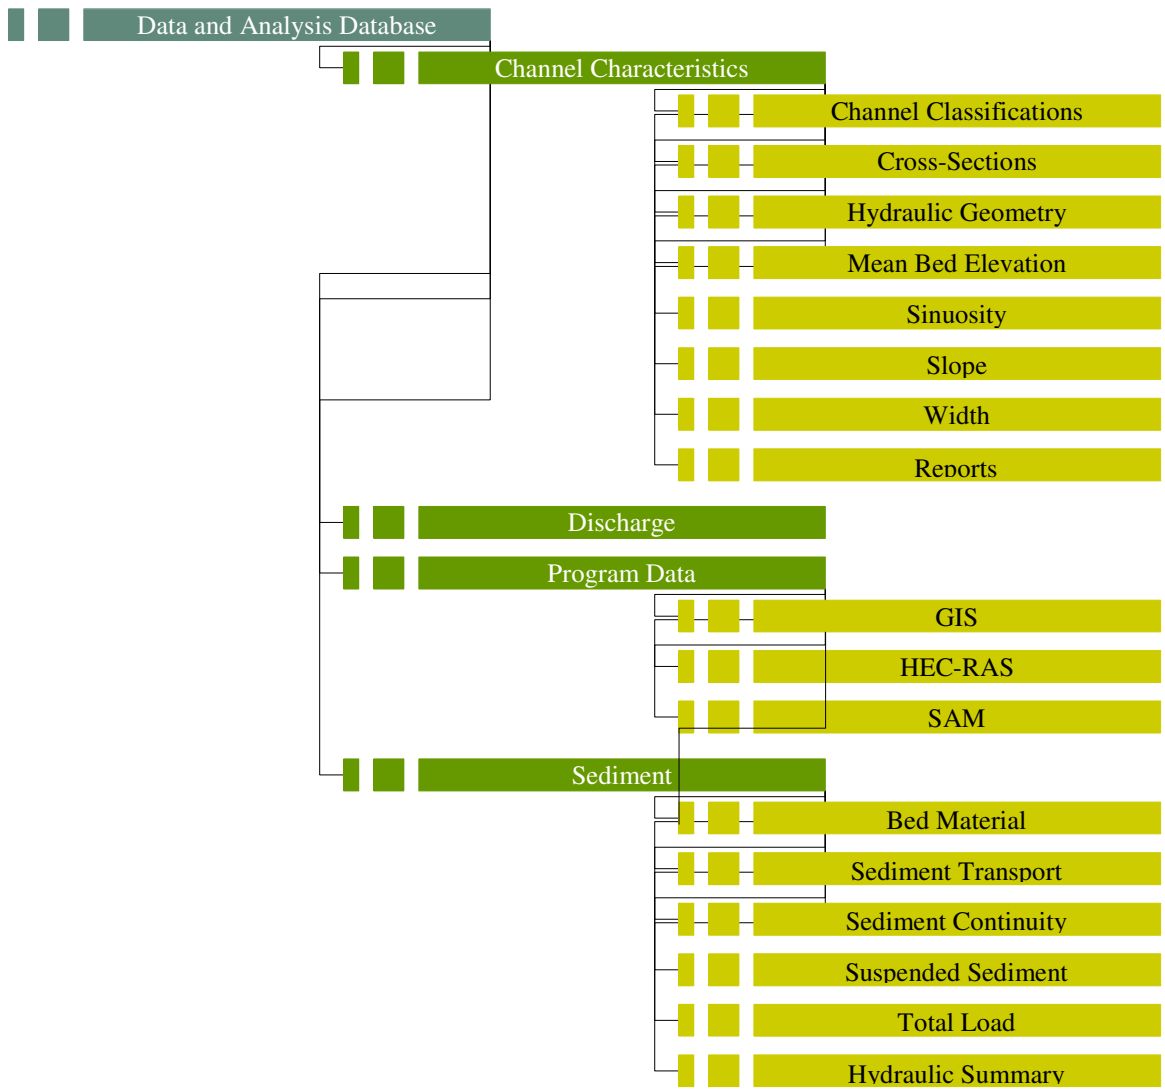 Data and Analysis Database
Channel Characteristics
Channel Classifications
Cross-Sections
Hydraulic Geometry
Mean Bed Elevation
Sinuosity
Slope
Width
Reports
Discharge
Program Data
GIS
HEC-RAS
SAM
Sediment
Bed Material
Sediment Transport
Sediment Continuity
Suspended Sediment
Total Load
Hydraulic Summary